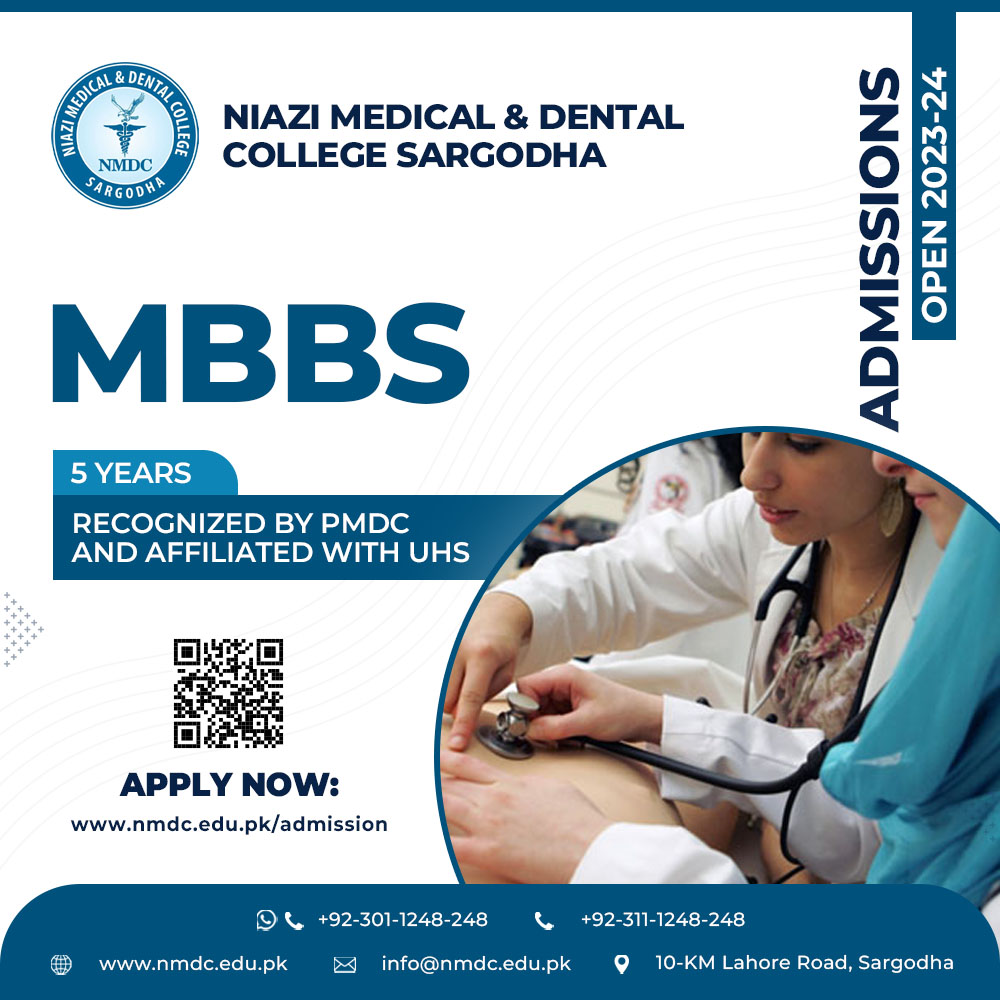 NIAZI MEDICAL & DENTAL COLLEGE
NMDC
SARGODHA
NIAZI MEDICAL & DENTAL
COLLEGE SARGODHA
ADMISSIONS
OPEN 2023-24
MBBS
5 YEARS
RECOGNIZED BY PMDC
AND AFFILIATED WITH UHS
APPLY NOW:
www.nmdc.edu.pk/admission
+92-301-1248-248
+92-311-1248-248
www.nmdc.edu.pk
info@nmdc.edu.pk
10-KM Lahore Road, Sargodha